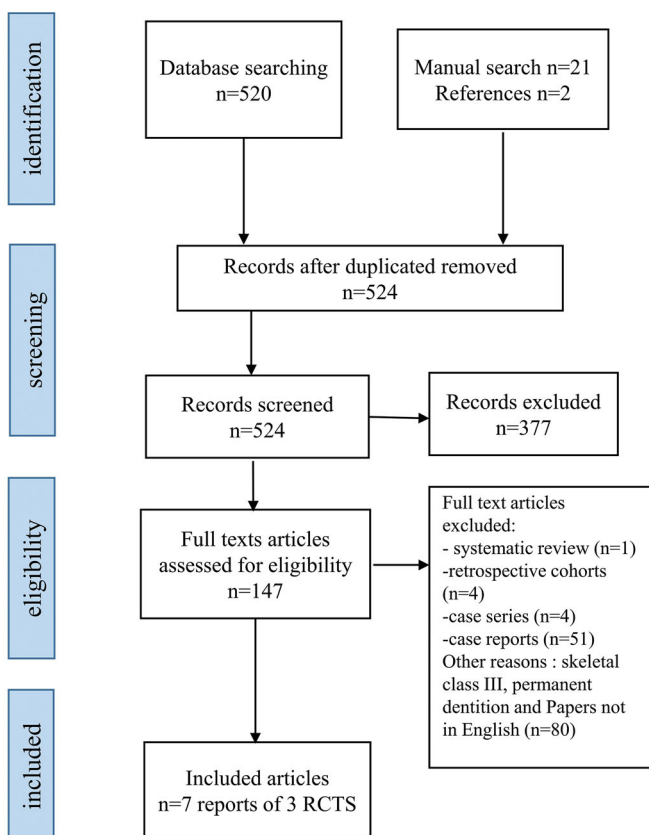 identification
Database searching
n=520
Manual search n=21
References n=2
screening
Records after duplicated removed
n=524
Records screened
n=524
Records excluded
n=377
eligibility
Full texts articles
assessed for eligibility
n=147
Full text articles
excluded:
- systematic review (n=1)
-retrospective cohorts
(n=4)
-case series (n=4)
-case reports (n=51)
Other reasons : skeletal
class III, permanent
dentition and Papers not
in English (n=80)
included
Included articles
n=7 reports of 3 RCTS